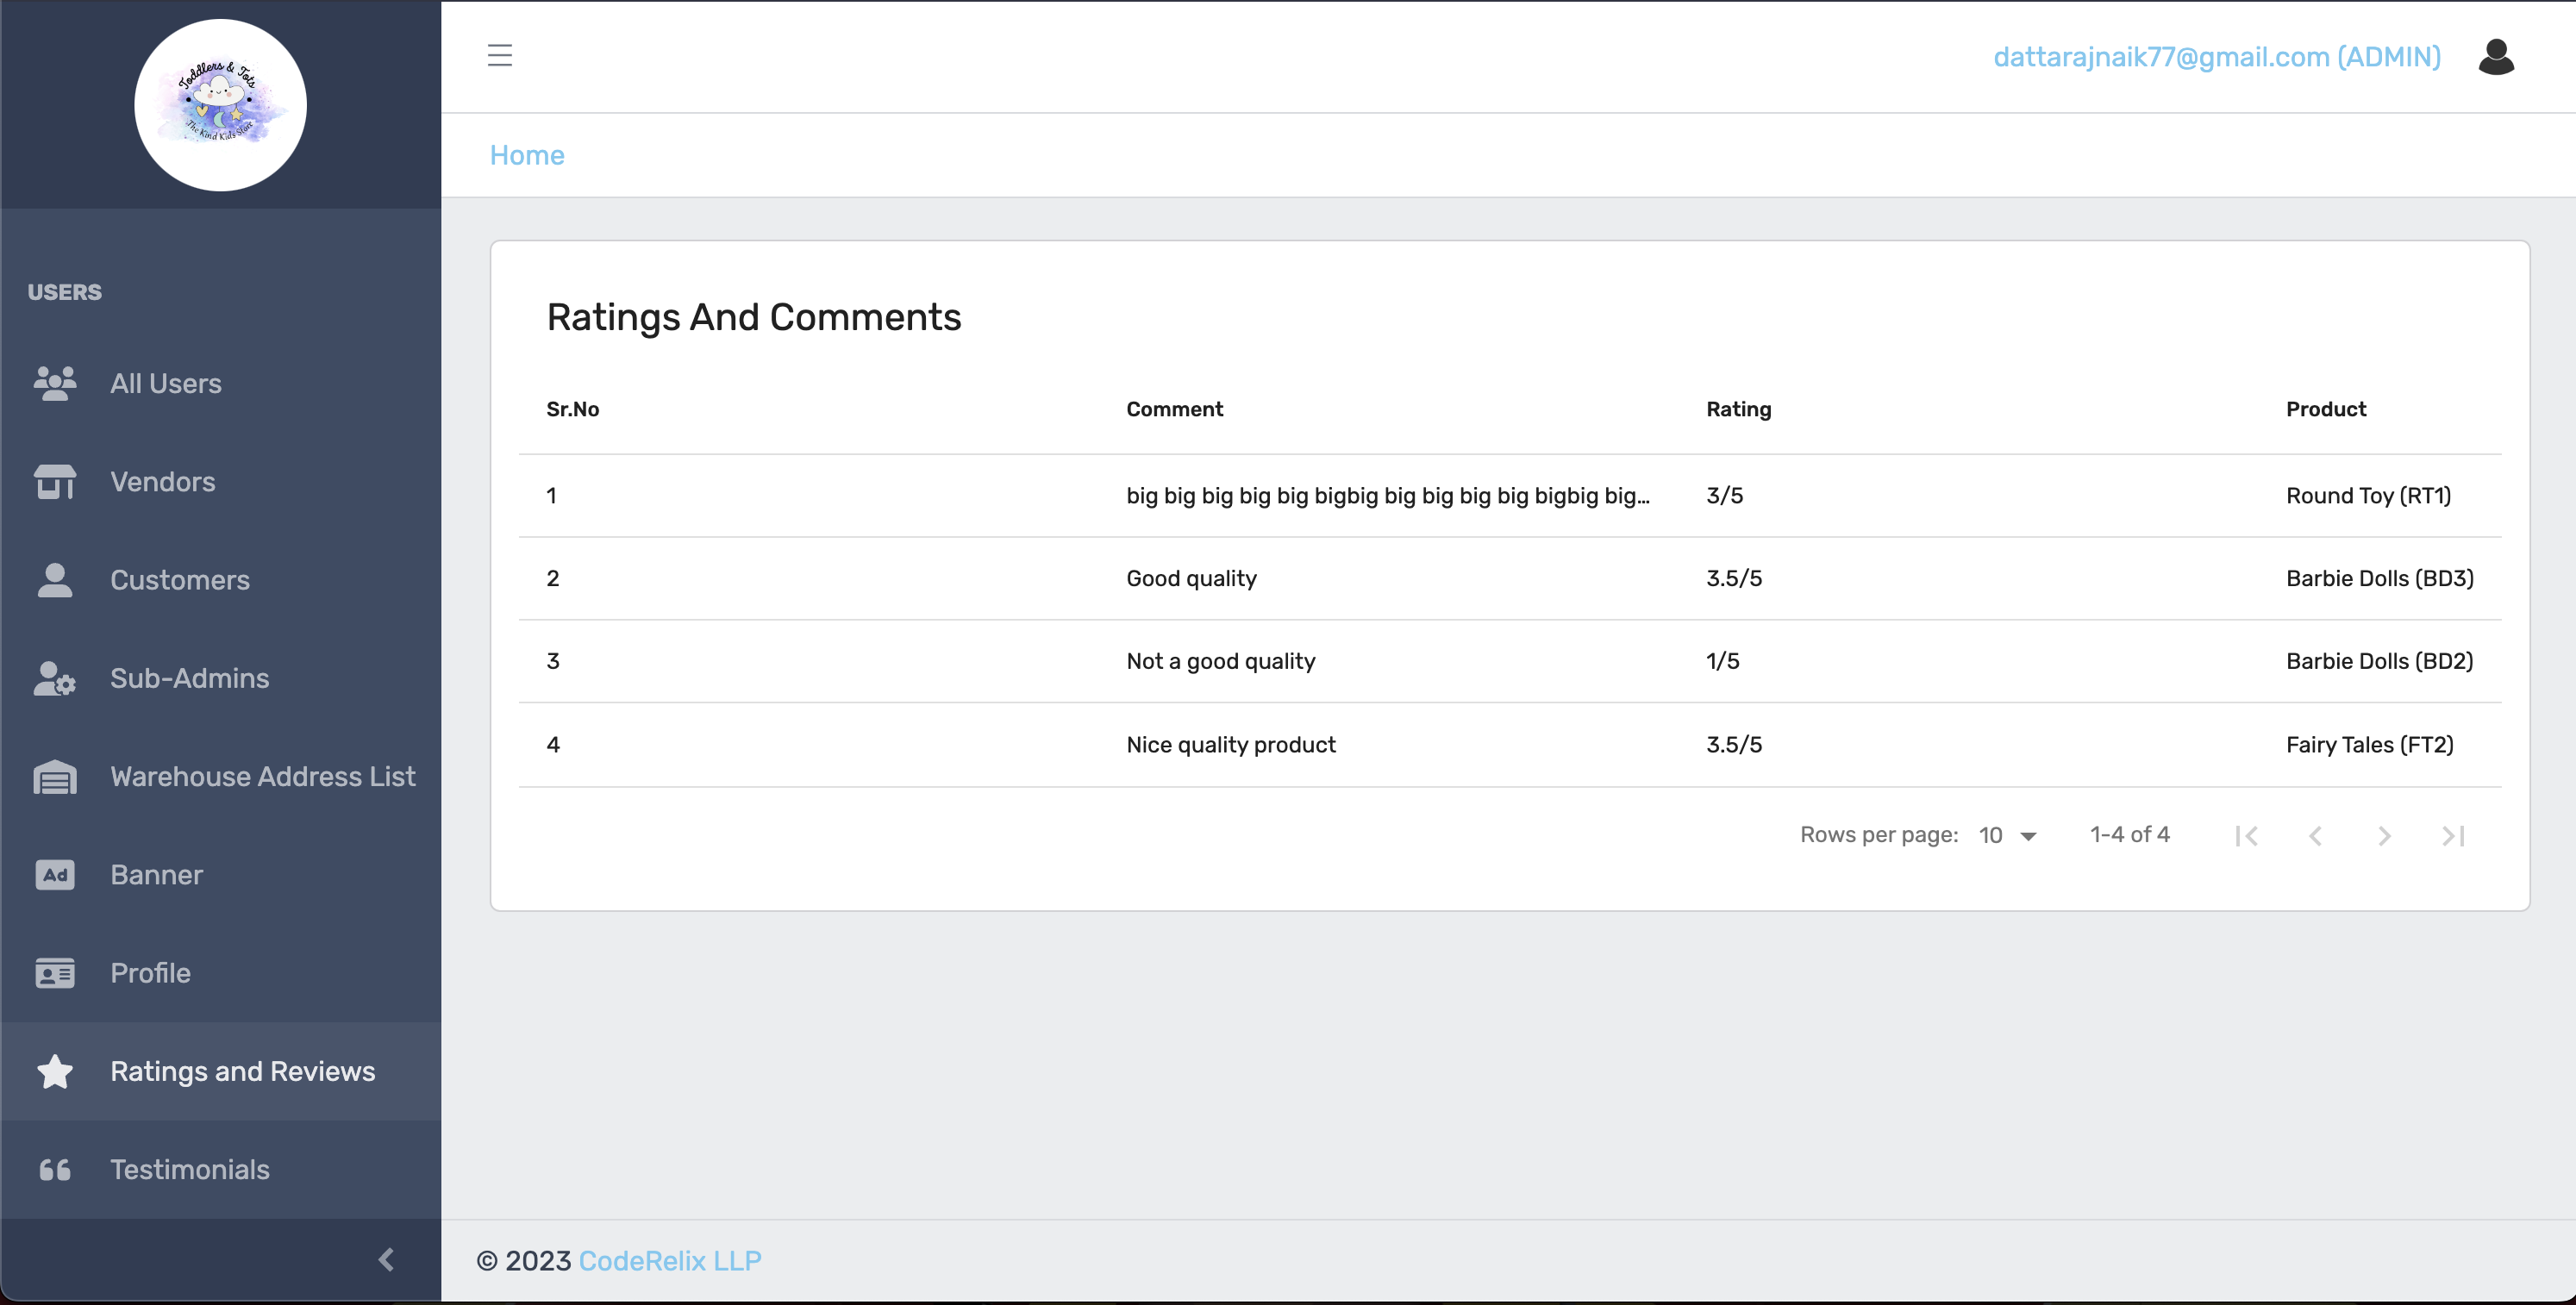 Toddlers & Tots
The Kind Kids Store
dattarajnaik77@gmail.com (ADMIN)
Home
USERS
All Users
Vendors
Customers
Sub-Admins
Warehouse Address List
Ad Banner
Profile
Ratings and Reviews
Testimonials
Ratings And Comments
Sr.No Comment Rating Product
1 big big big big big bigbig big big big big bigbig big... 3/5 Round Toy (RT1)
2 Good quality 3.5/5 Barbie Dolls (BD3)
3 Not a good quality 1/5 Barbie Dolls (BD2)
4 Nice quality product 3.5/5 Fairy Tales (FT2)
Rows per page: 10 1-4 of 4
© 2023 CodeRelix LLP